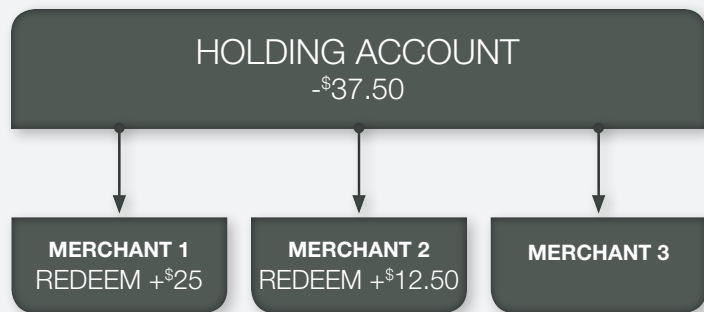 HOLDING ACCOUNT
-$37.50
MERCHANT 1
REDEEM +$25
MERCHANT 2
REDEEM +$12.50
MERCHANT 3